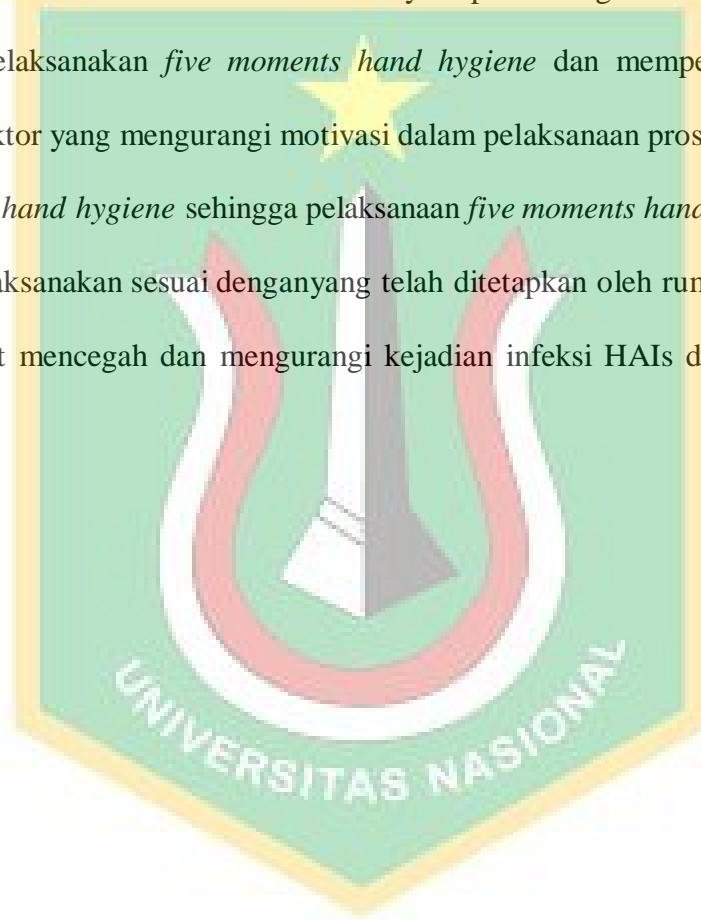 elaksanakan five moments hand hygiene dan mempe
ktor yang mengurangi motivasi dalam pelaksanaan pros
hand hygiene sehingga pelaksanaan five moments hand
aksanakan sesuai denganyang telah ditetapkan oleh rum
t mencegah dan mengurangi kejadian infeksi HAIs d
UNIVERSITAS NASIONAL